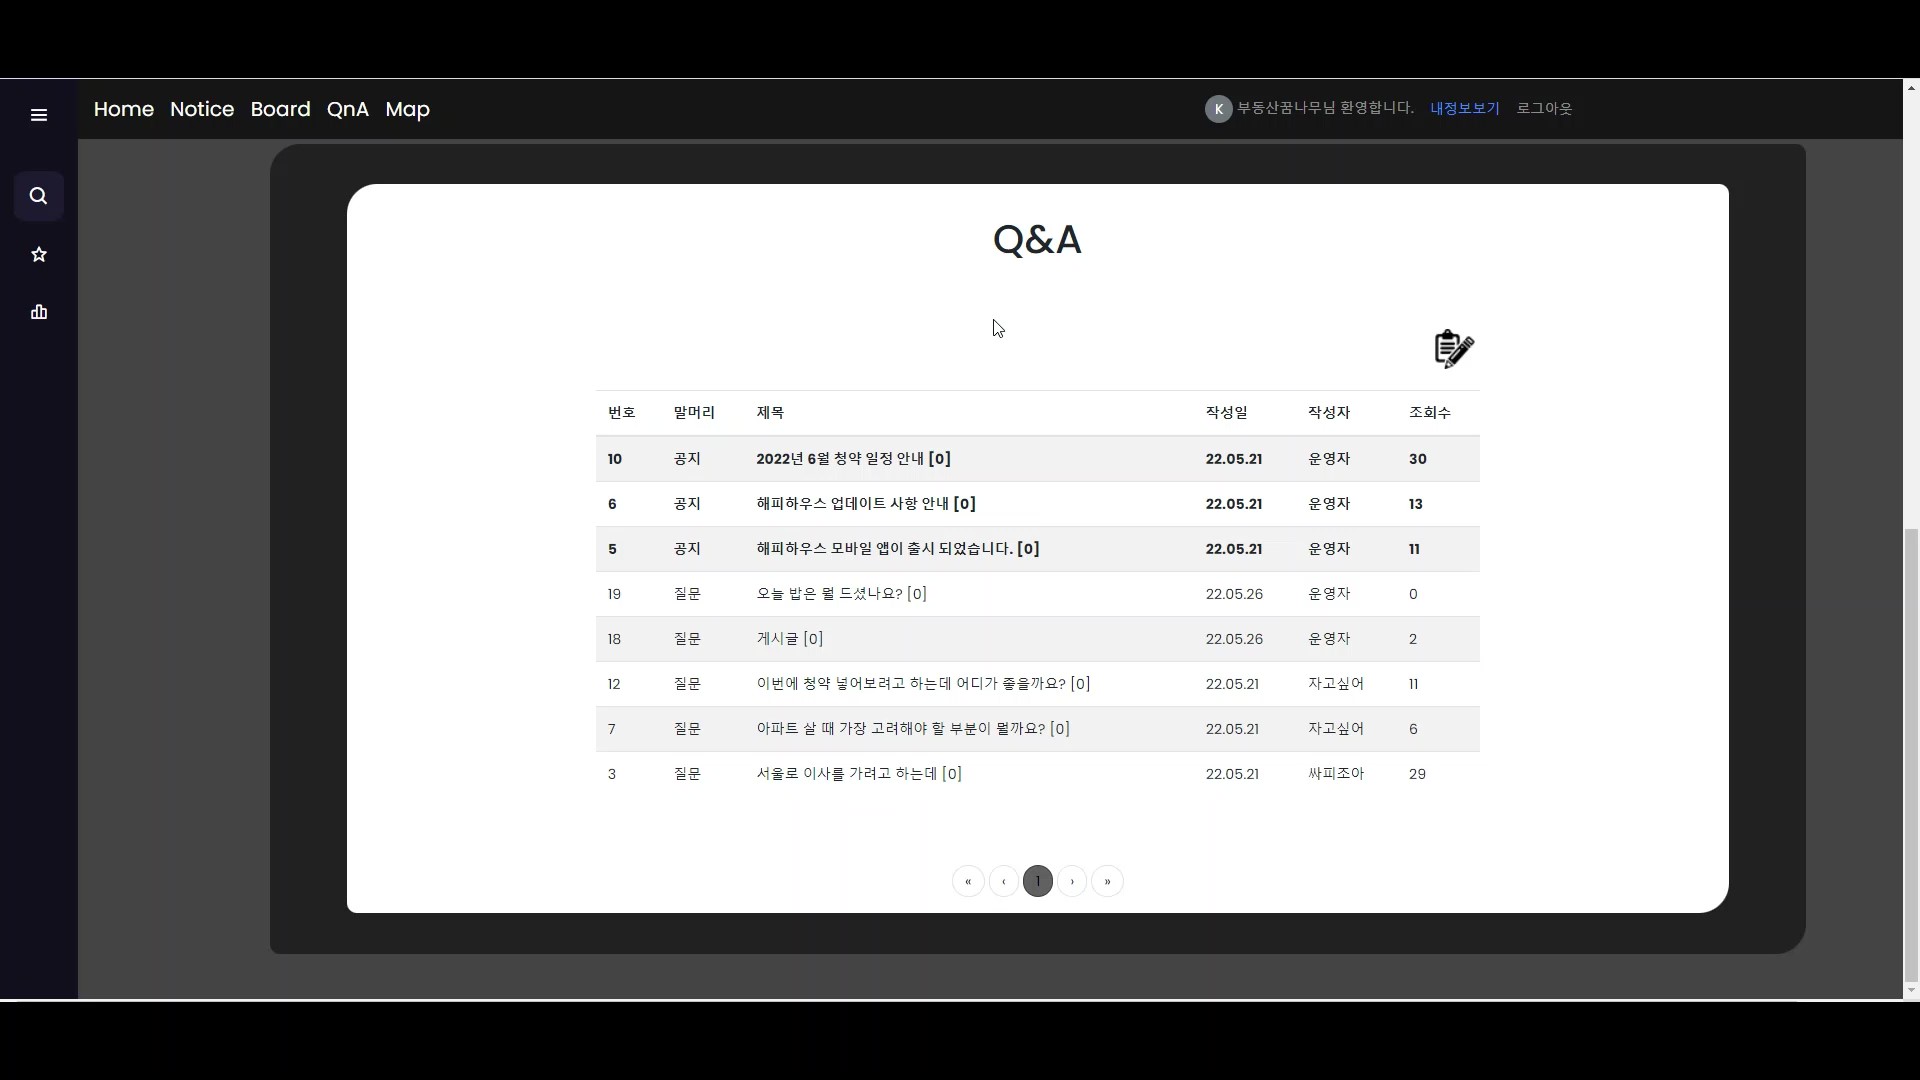 Home Notice Board QnA Map K 부동산꿈나무님 환영합니다. 내정보보기 로그아웃
Q&A
번호 말머리 제목 작성일 작성자 조회수
10 공지 2022년 6월 청약 일정 안내 [0] 22.05.21 운영자 30
6 공지 해피하우스 업데이트 사항 안내 [0] 22.05.21 운영자 13
5 공지 해피하우스 모바일 앱이 출시 되었습니다. [0] 22.05.21 운영자 11
19 질문 오늘 밥은 뭘 드셨나요? [0] 22.05.26 운영자 0
18 질문 게시글 [0] 22.05.26 운영자 2
12 질문 이번에 청약 넣어보려고 하는데 어디가 좋을까요? [0] 22.05.21 자고싶어 11
7 질문 아파트 살 때 가장 고려해야 할 부분이 뭘까요? [0] 22.05.21 자고싶어 6
3 질문 서울로 이사를 가려고 하는데 [0] 22.05.21 싸피조아 29
« ‹ 1 › »